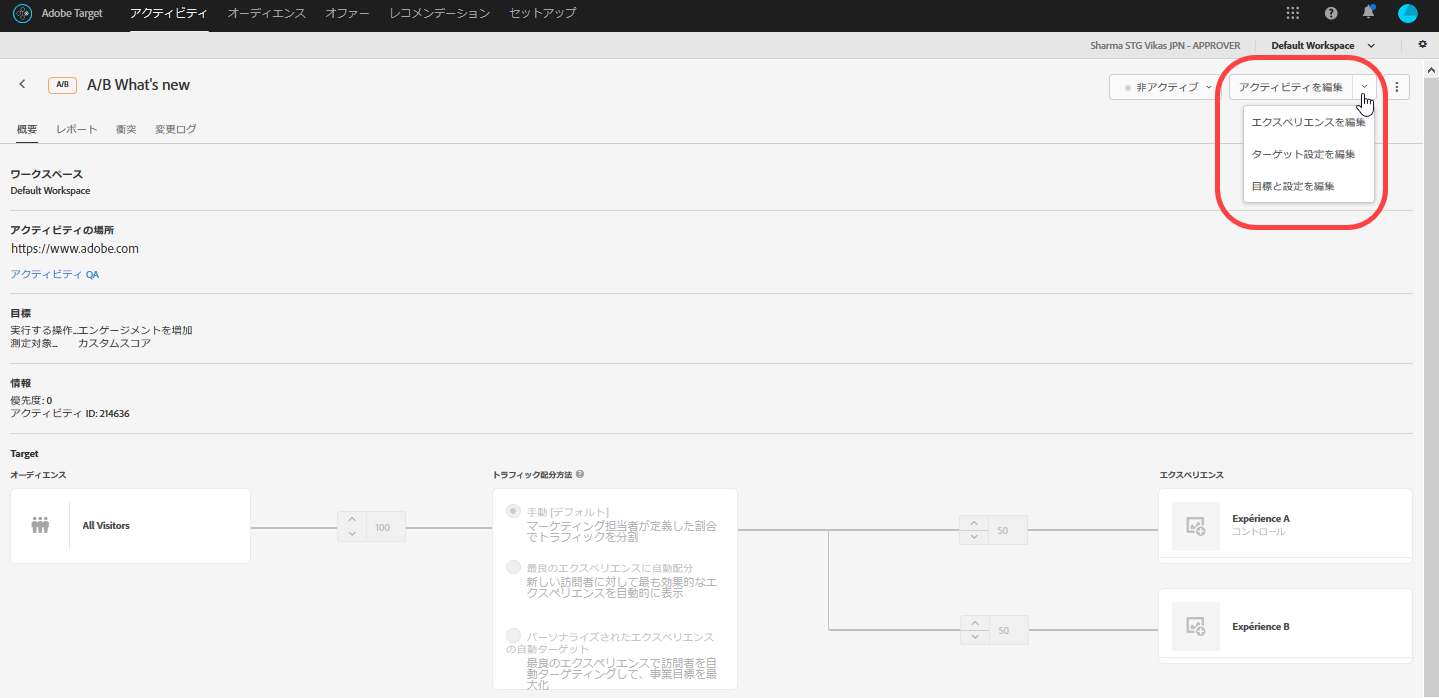 Adobe Target アクティビティ オーディエンス オファー レコメンデーション セットアップ
Sharma STG Vikas JPN - APPROVER Default Workspace
A/B A/B What's new
非アクティブ アクティビティを編集
エクスペリエンスを編集
ターゲット設定を編集
目標と設定を編集
概要 レポート 衝突 変更ログ
ワークスペース
Default Workspace
アクティビティの場所
https://www.adobe.com
アクティビティ QA
目標
実行する操作... エンゲージメントを増加
測定対象... カスタムスコア
情報
優先度: 0
アクティビティ ID: 214636
Target
オーディエンス
All Visitors
100
トラフィック配分方法
手動 [デフォルト]
マーケティング担当者が定義した割合
でトラフィックを分割
最良のエクスペリエンスに自動配分
新しい訪問者に対して最も効果的なエ
クスペリエンスを自動的に表示
パーソナライズされたエクスペリエンス
の自動ターゲット
最良のエクスペリエンスで訪問者を自
動ターゲティングして、事業目標を最
大化
エクスペリエンス
50
Expérience A
コントロール
50
Expérience B